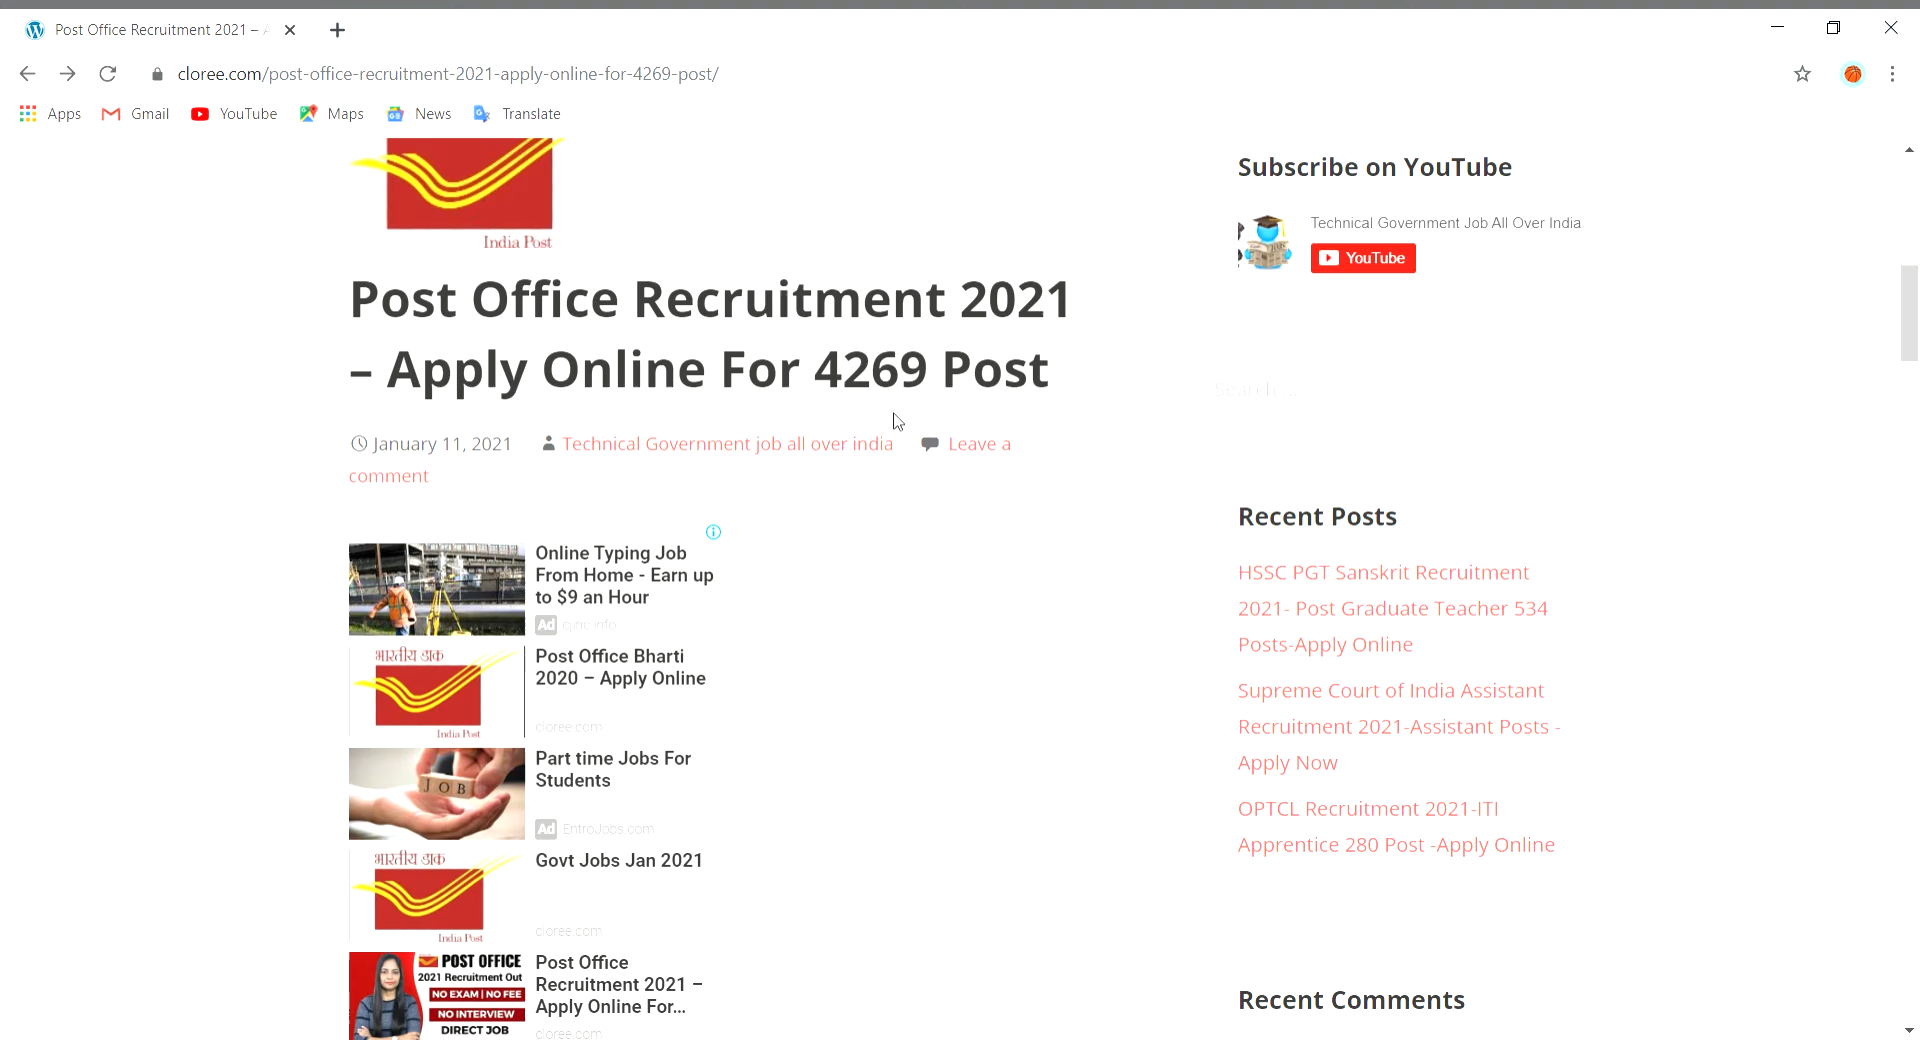 Post Office Recruitment 2021 –
cloree.com/post-office-recruitment-2021-apply-online-for-4269-post/
Apps Gmail YouTube Maps News Translate
India Post
Post Office Recruitment 2021
– Apply Online For 4269 Post
January 11, 2021 Technical Government job all over india Leave a
comment
Online Typing Job
From Home - Earn up
to $9 an Hour
Ad
भारतीय डाक
India Post
Post Office Bharti
2020 – Apply Online
cloree.com
JOB
Part time Jobs For
Students
Ad EntroJobs.com
भारतीय डाक
India Post
Govt Jobs Jan 2021
cloree.com
POST OFFICE
2021 Recruitment Out
NO EXAM | NO FEE
NO INTERVIEW
DIRECT JOB
Post Office
Recruitment 2021 –
Apply Online For...
cloree.com
Subscribe on YouTube
Technical Government Job All Over India
YouTube
Search ...
Recent Posts
HSSC PGT Sanskrit Recruitment
2021- Post Graduate Teacher 534
Posts-Apply Online
Supreme Court of India Assistant
Recruitment 2021-Assistant Posts -
Apply Now
OPTCL Recruitment 2021-ITI
Apprentice 280 Post -Apply Online
Recent Comments